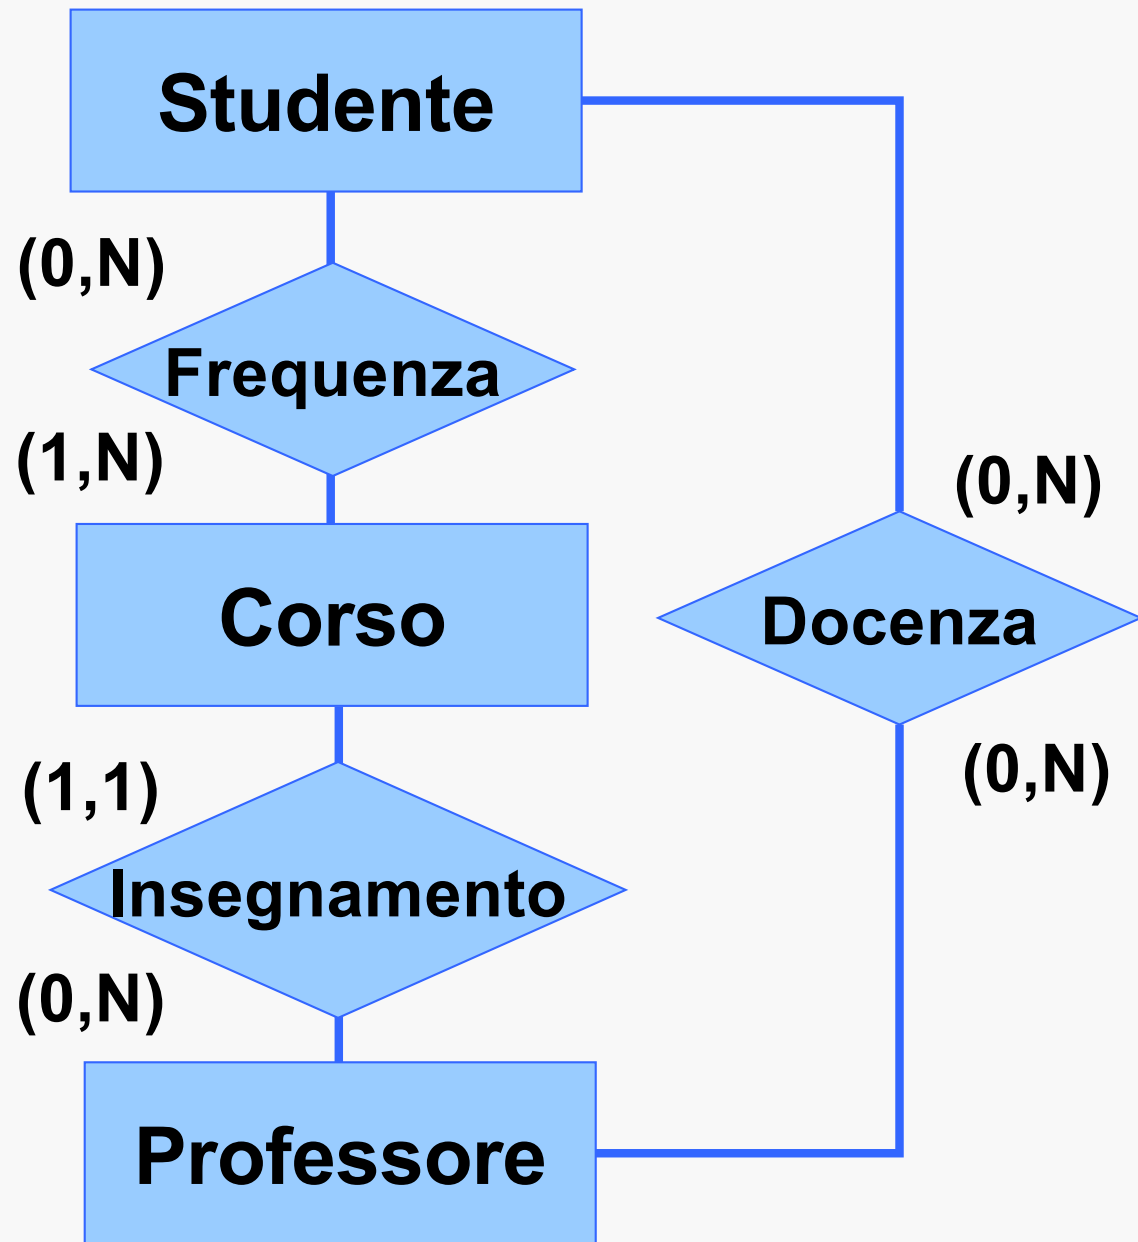 Studente
(0,N)
Frequenza
(1,N)
(0,N)
Corso
Docenza
(1,1)
(0,N)
Insegnamento
(0,N)
Professore